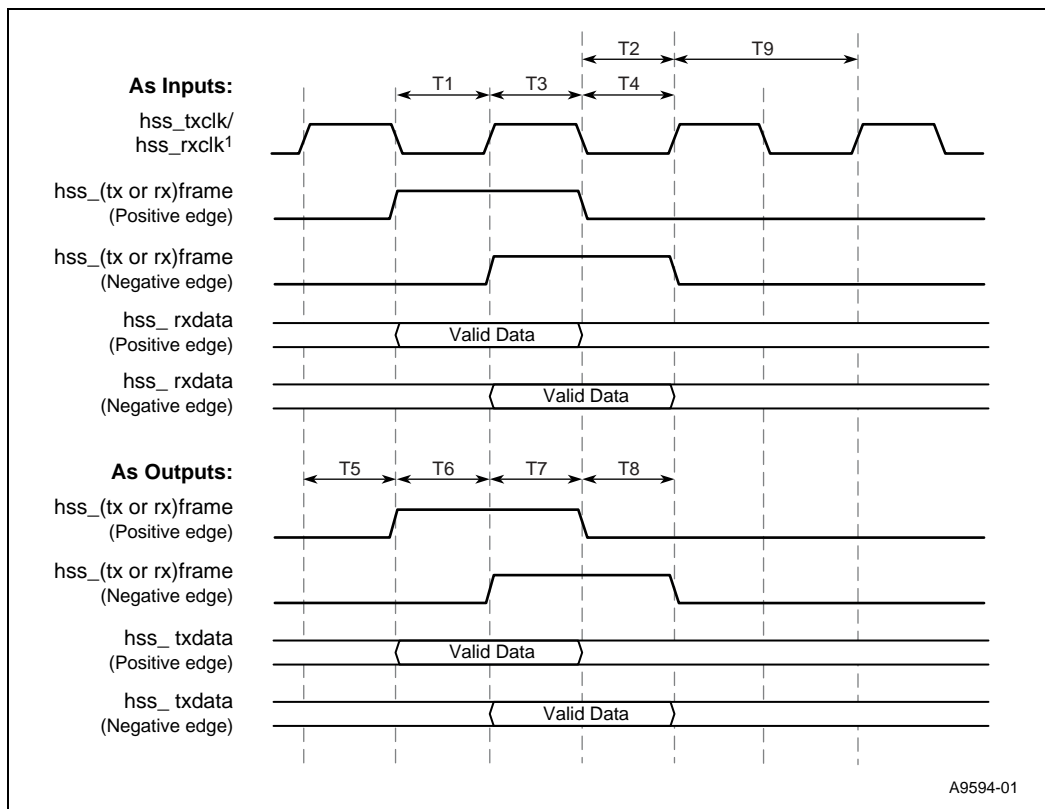 T2 T9
As Inputs: T1 T3 T4
hss_txclk/
hss_rxclk1
hss_(tx or rx)frame
(Positive edge)
hss_(tx or rx)frame
(Negative edge)
hss_ rxdata
(Positive edge)
Valid Data
hss_ rxdata
(Negative edge)
Valid Data
As Outputs: T5 T6 T7 T8
hss_(tx or rx)frame
(Positive edge)
hss_(tx or rx)frame
(Negative edge)
hss_ txdata
(Positive edge)
Valid Data
hss_ txdata
(Negative edge)
Valid Data
A9594-01